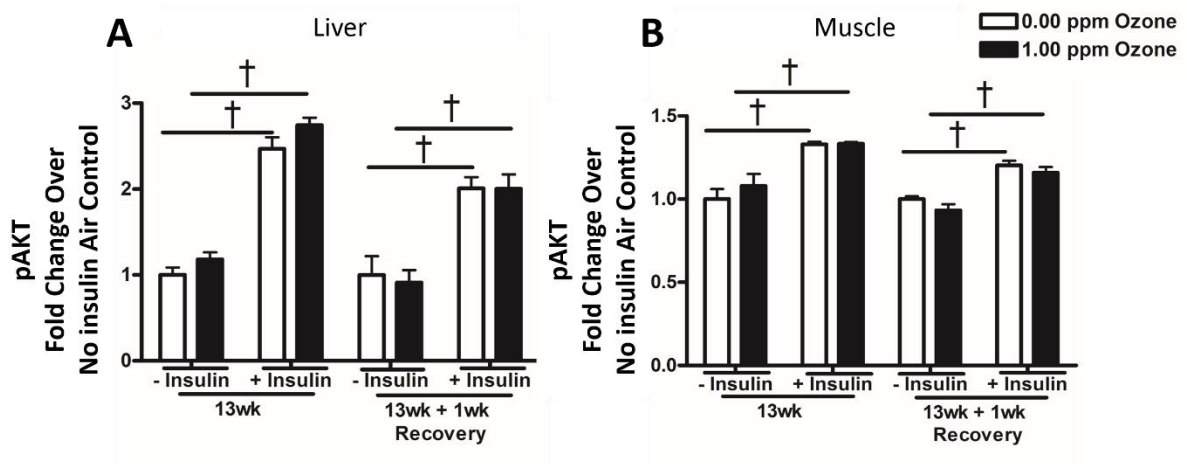 A
Liver
pAKT
Fold Change Over
No insulin Air Control
3
2
1
0
†
†
†
†
- Insulin + Insulin - Insulin + Insulin
13wk
13wk + 1wk
Recovery
B
Muscle
0.00 ppm Ozone
1.00 ppm Ozone
pAKT
Fold Change Over
No insulin Air Control
1.5
1.0
0.5
0.0
†
†
†
†
- Insulin + Insulin - Insulin + Insulin
13wk
13wk + 1wk
Recovery